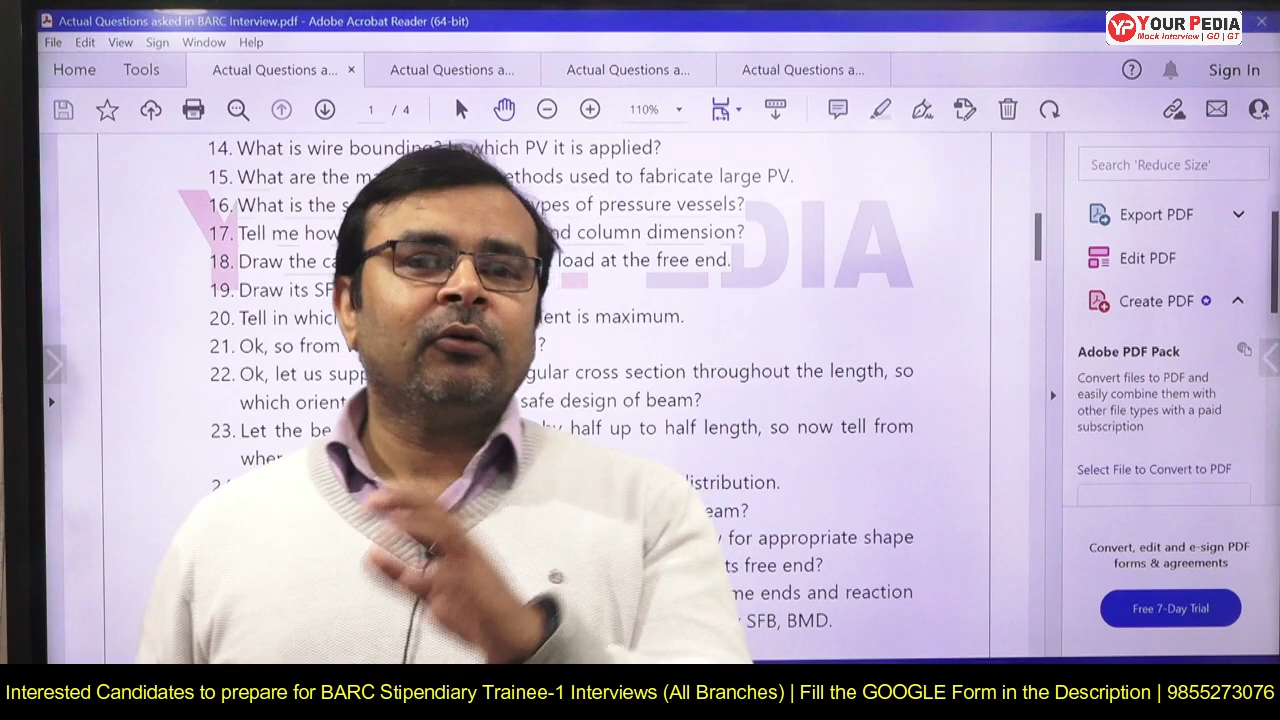 Actual Questions asked in BARC Interview.pdf - Adobe Acrobat Reader (64-bit)
YOUR PEDIA
Mock Interview | GD | GT
File Edit View Sign Window Help
Home Tools Actual Questions a... × Actual Questions a... Actual Questions a... Actual Questions a... Sign In
1 / 4 110%
14. What is wire bounding? which PV it is applied?
15. What are the ethods used to fabricate large PV.
16. What is the ypes of pressure vessels?
17. Tell me how nd column dimension?
18. Draw the load at the free end.
19. Draw its
20. Tell in ent is maximum.
21. Ok, so from ?
22. Ok, let us gular cross section throughout the length, so
which safe design of beam?
23. Let the half up to half length, so now tell from
istribution.
eam?
for appropriate shape
ts free end?
me ends and reaction
SFB, BMD.
Search 'Reduce Size'
Export PDF
Edit PDF
Create PDF
Adobe PDF Pack
Convert files to PDF and
easily combine them with
other file types with a paid
subscription
Select File to Convert to PDF
Convert, edit and e-sign PDF
forms & agreements
Free 7-Day Trial
Interested Candidates to prepare for BARC Stipendiary Trainee-1 Interviews (All Branches) | Fill the GOOGLE Form in the Description | 9855273076